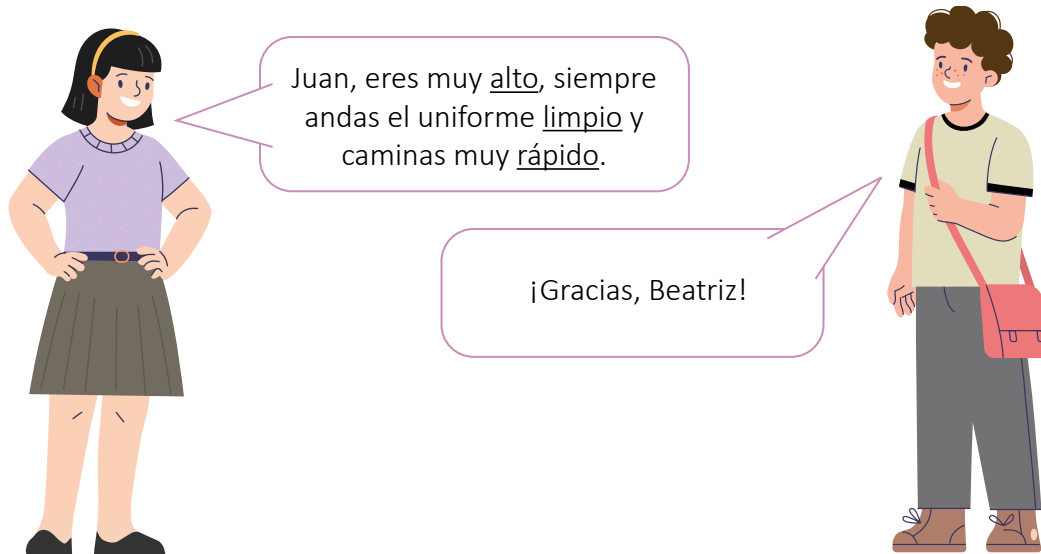 Juan, eres muy alto, siempre
andas el uniforme limpio y
caminas muy rápido.
¡Gracias, Beatriz!